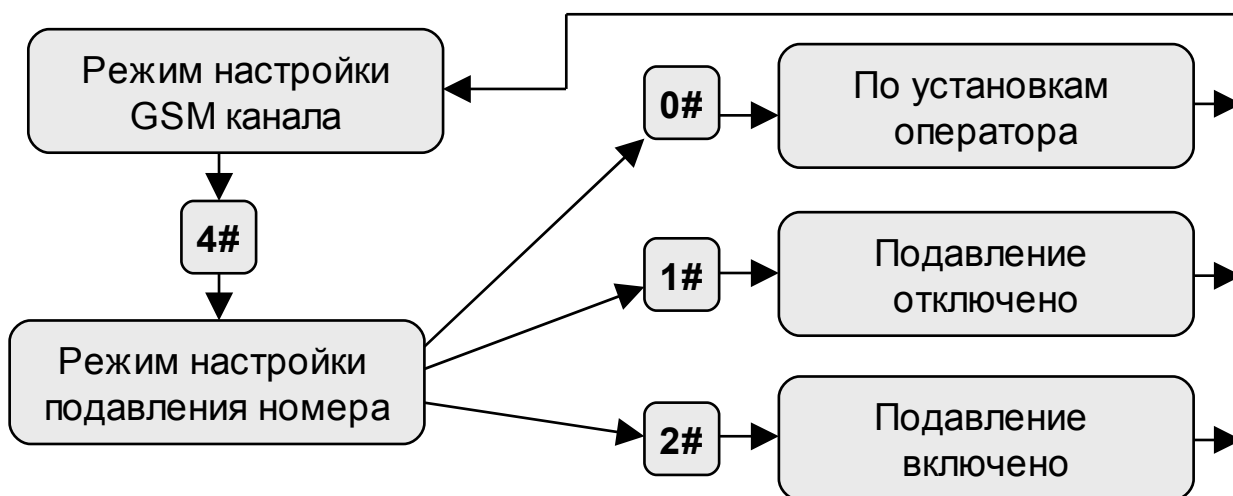 Режим настройки
GSM канала
4#
Режим настройки
подавления номера
0#
По установкам
оператора
1#
Подавление
отключено
2#
Подавление
включено